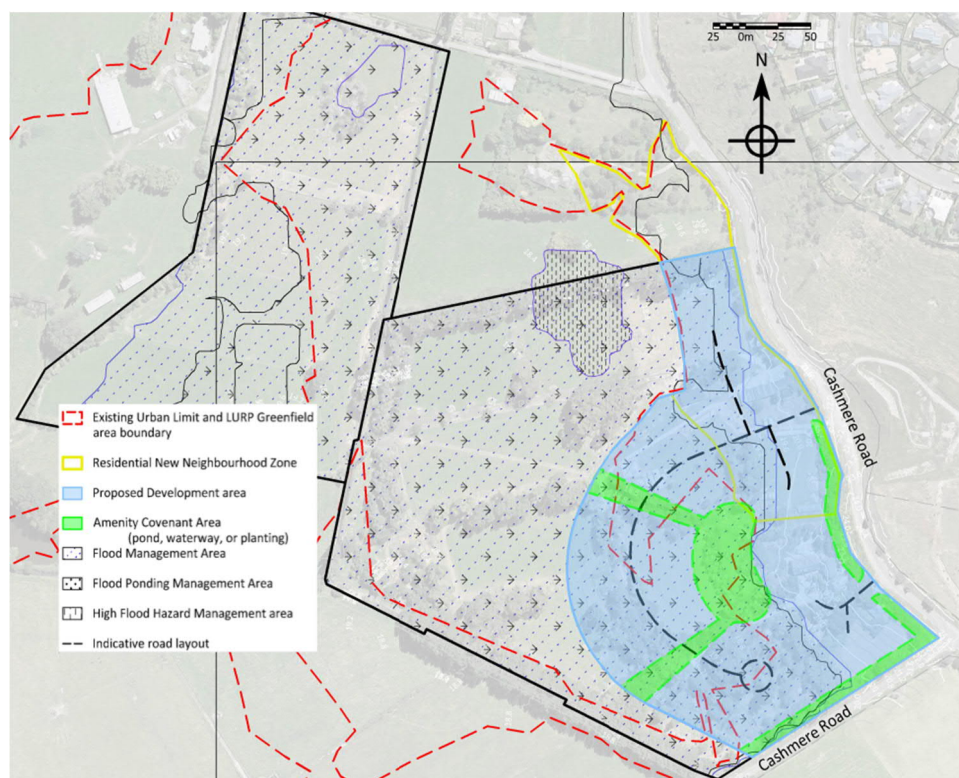 25 0m 25 50
N
Cashmere Road
Existing Urban Limit and LURP Greenfield
area boundary
Residential New Neighbourhood Zone
Proposed Development area
Amenity Covenant Area
(pond, waterway, or planting)
Flood Management Area
Flood Ponding Management Area
High Flood Hazard Management area
Indicative road layout
Cashmere Road